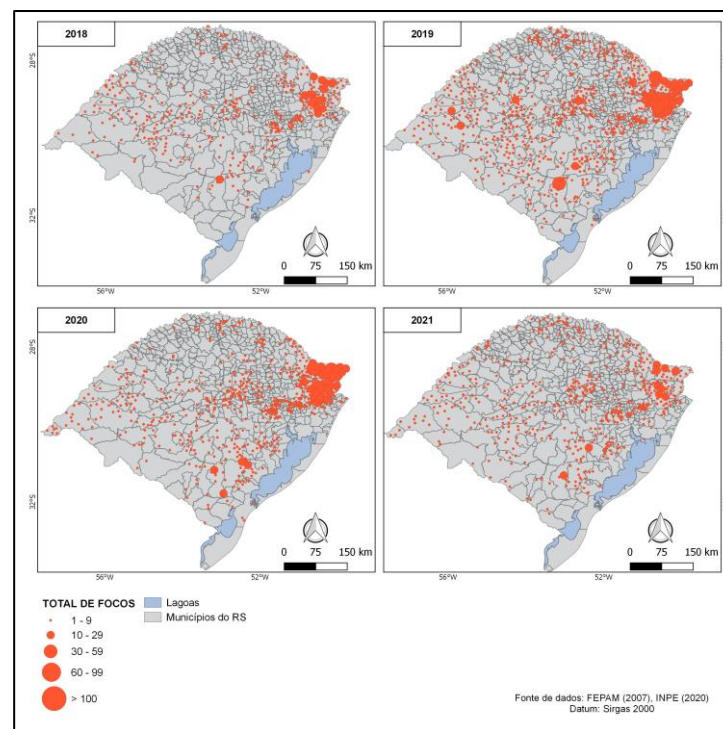 2018
2019
28°S
32°S
0 75 150 km
0 75 150 km
56°W
52°W
56°W
52°W
2020
2021
28°S
32°S
0 75 150 km
0 75 150 km
56°W
52°W
56°W
52°W
TOTAL DE FOCOS
1 - 9
10 - 29
30 - 59
60 - 99
> 100
Lagoas
Municípios do RS
Fonte de dados: FEPAM (2007), INPE (2020)
Datum: Sirgas 2000